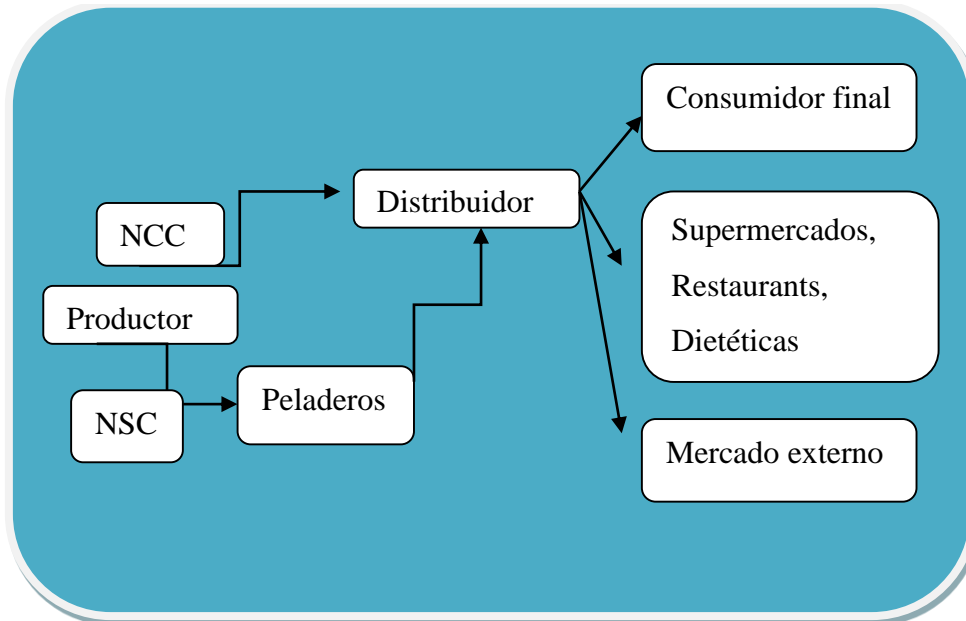 NCC
Productor
NSC
Peladeros
Distribuidor
Consumidor final
Supermercados,
Restaurants,
Dietéticas
Mercado externo